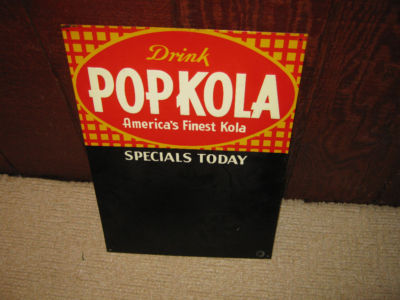 Drink
POP KOLA
America's Finest Kola
SPECIALS TODAY